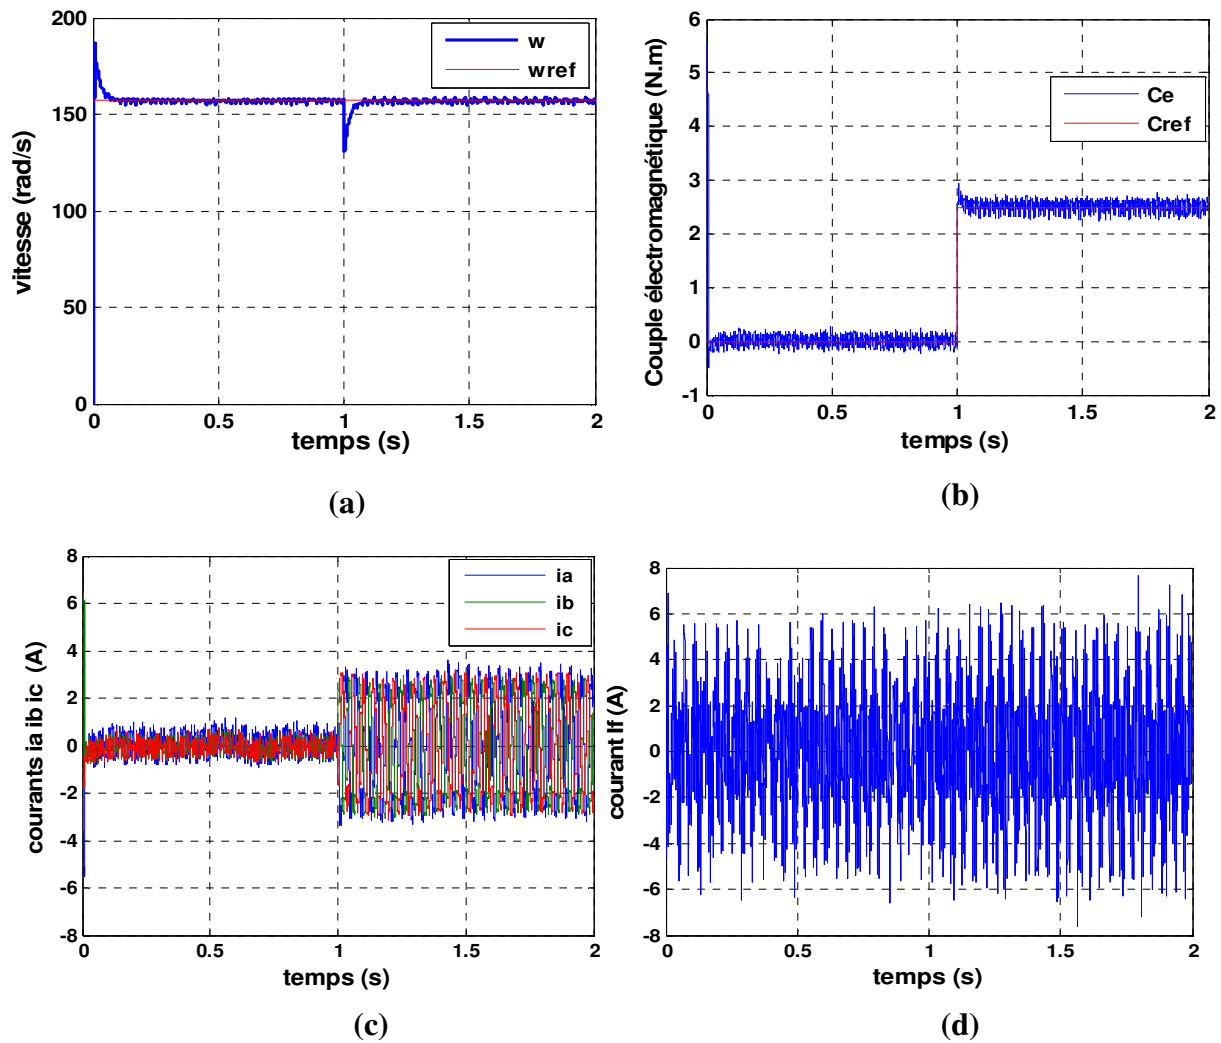 200
150
100
50
0
vitesse (rad/s)
w
wref
0
0.5
1
1.5
2
temps (s)
(a)
6
5
4
3
2
1
0
-1
Couple électromagnétique (N.m)
Ce
Cref
0
0.5
1
1.5
2
temps (s)
(b)
8
6
4
2
0
-2
-4
-6
-8
courants ia ib ic (A)
ia
ib
ic
0
0.5
1
1.5
2
temps (s)
(c)
8
6
4
2
0
-2
-4
-6
-8
courant If (A)
0
0.5
1
1.5
2
temps (s)
(d)